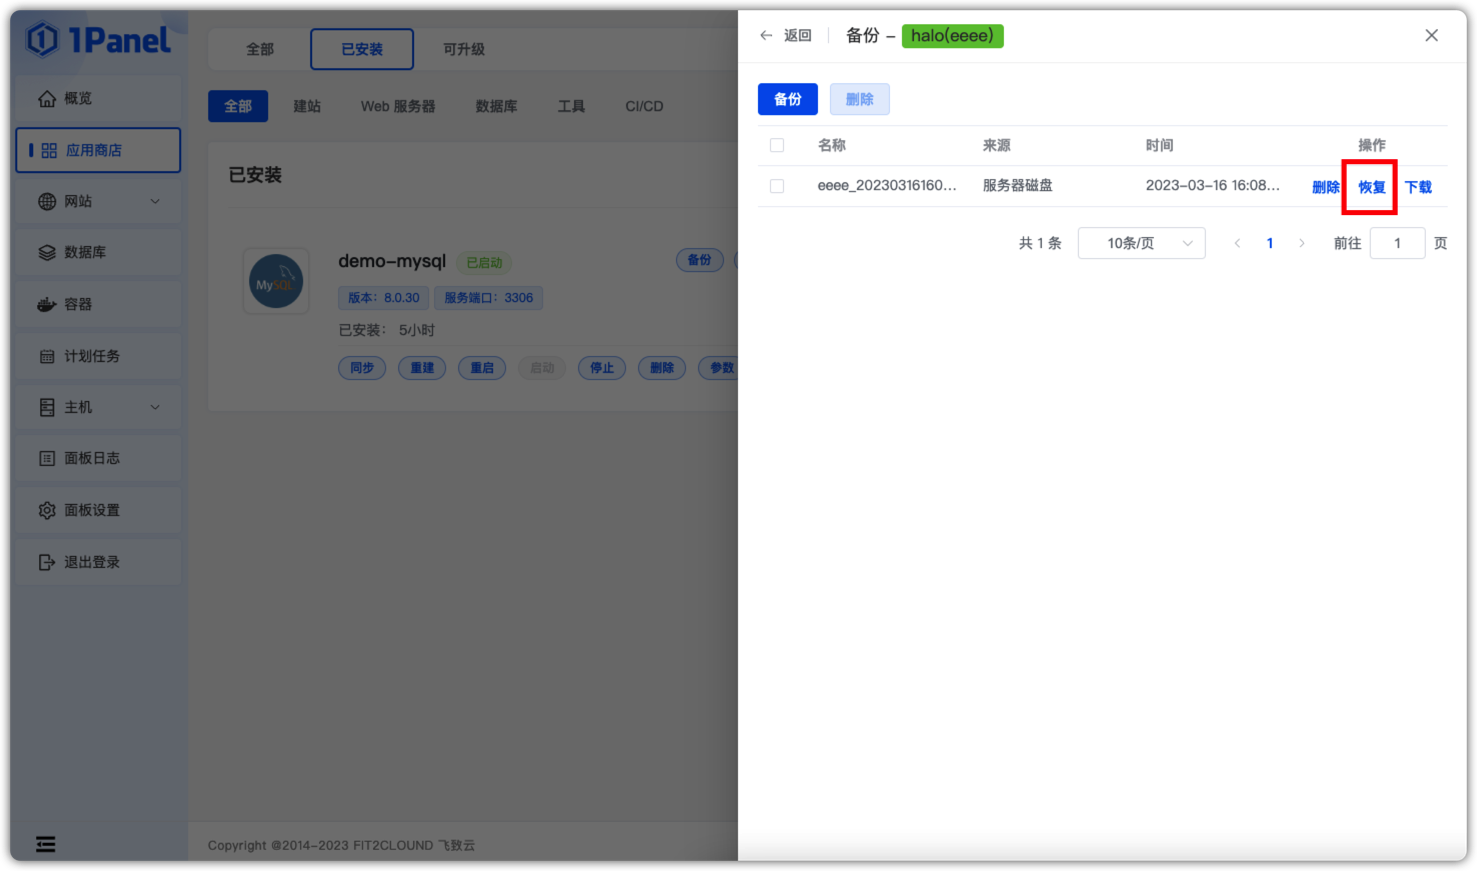 1Panel
概览
应用商店
网站
数据库
容器
计划任务
主机
面板日志
面板设置
退出登录
全部 已安装 可升级
全部 建站 Web 服务器 数据库 工具 CI/CD
已安装
MySQL
demo-mysql 已启动 备份
版本：8.0.30 服务端口：3306
已安装： 5小时
同步 重建 重启 启动 停止 删除 参数
Copyright @2014-2023 FIT2CLOUND 飞致云
返回 备份 - halo(eeee)
备份 删除
名称 来源 时间 操作
eeee_20230316160... 服务器磁盘 2023-03-16 16:08... 删除 恢复 下载
共 1 条 10条/页 1 前往 1 页